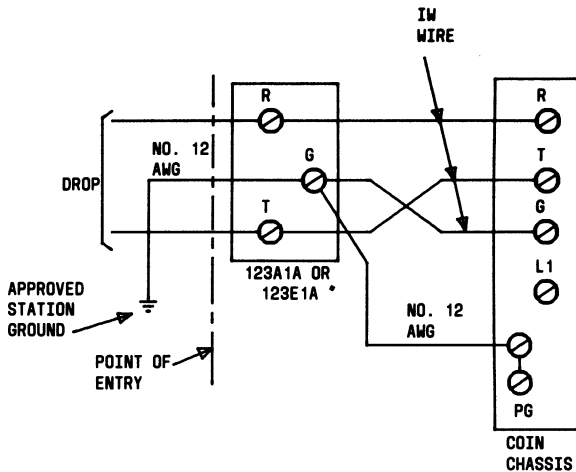 IW
WIRE
R
R
NO. 12
AWG
G
T
DROP
T
G
123A1A OR
123E1A *
L1
APPROVED
STATION
GROUND
NO. 12
AWG
POINT OF
ENTRY
PG
COIN
CHASSIS